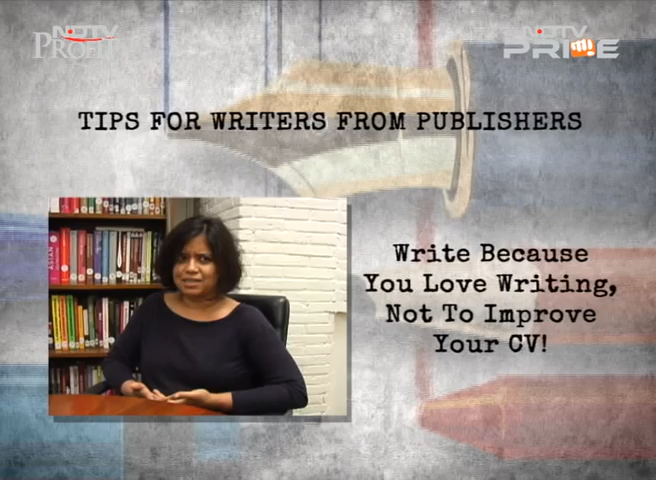 NDTV
PROFIT
NDTV
PRIME
TIPS FOR WRITERS FROM PUBLISHERS
Write Because
You Love Writing,
Not To Improve
Your CV!
ASIAN